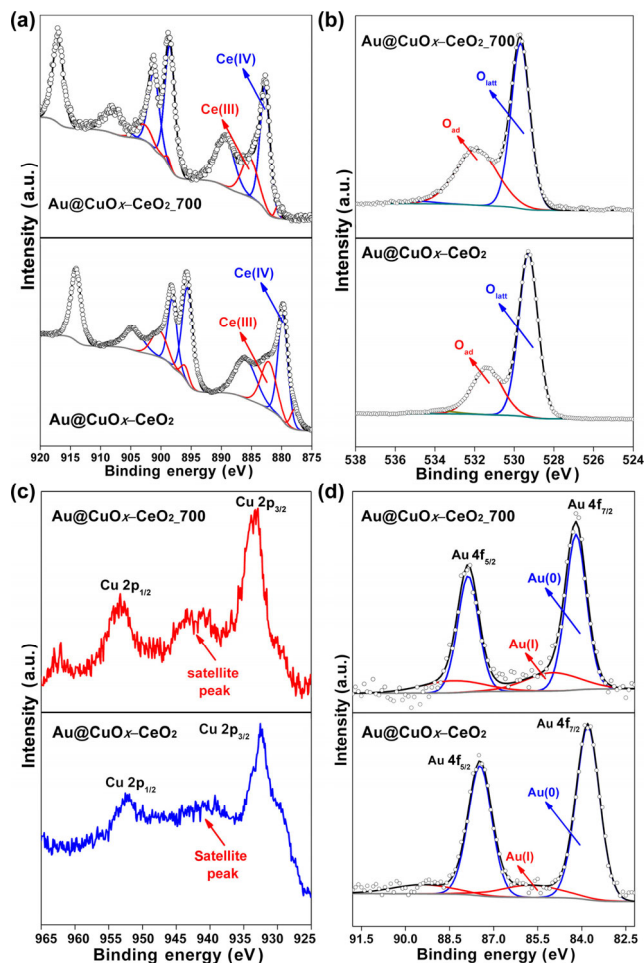 (a)
Ce(IV)
Ce(III)
Au@CuOx–CeO₂_700
Ce(IV)
Ce(III)
Au@CuOx–CeO₂
Intensity (a.u.)
920 915 910 905 900 895 890 885 880 875
Binding energy (eV)
(b)
Au@CuOx–CeO₂_700
O_latt
O_ad
Au@CuOx–CeO₂
O_latt
O_ad
Intensity (a.u.)
538 536 534 532 530 528 526 524
Binding energy (eV)
(c)
Au@CuOx–CeO₂_700
Cu 2p₃/₂
Cu 2p₁/₂
satellite
peak
Au@CuOx–CeO₂
Cu 2p₃/₂
Cu 2p₁/₂
Satellite
peak
Intensity (a.u.)
965 960 955 950 945 940 935 930 925
Binding energy (eV)
(d)
Au@CuOx–CeO₂_700
Au 4f₇/₂
Au 4f₅/₂
Au(0)
Au(I)
Au@CuOx–CeO₂
Au 4f₇/₂
Au 4f₅/₂
Au(0)
Au(I)
Intensity (a.u.)
91.5 90.0 88.5 87.0 85.5 84.0 82.5
Binding energy (eV)